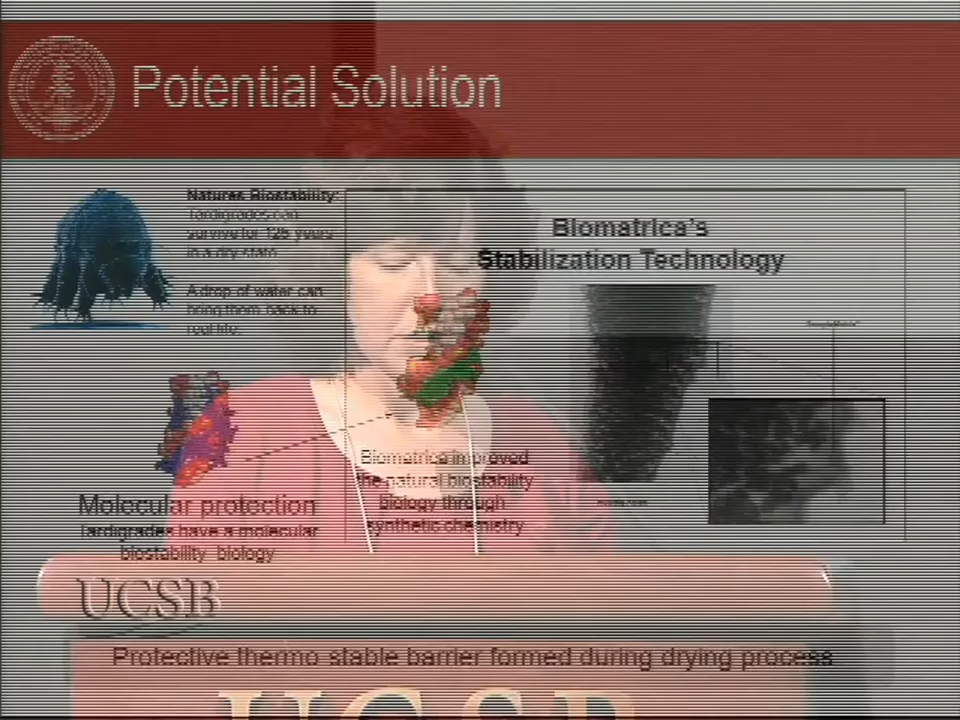 Potential Solution
Natures Biostability:
Tardigrades can
survive for 125 years
in a dry state
A drop of water can
bring them back to
real life.
Biomatrica's
Stabilization Technology
Molecular protection
Tardigrades have a molecular
biostability biology
Biomatrica improved
the natural biostability
biology through
synthetic chemistry
UCSB
Protective thermo stable barrier formed during drying process
UCSB